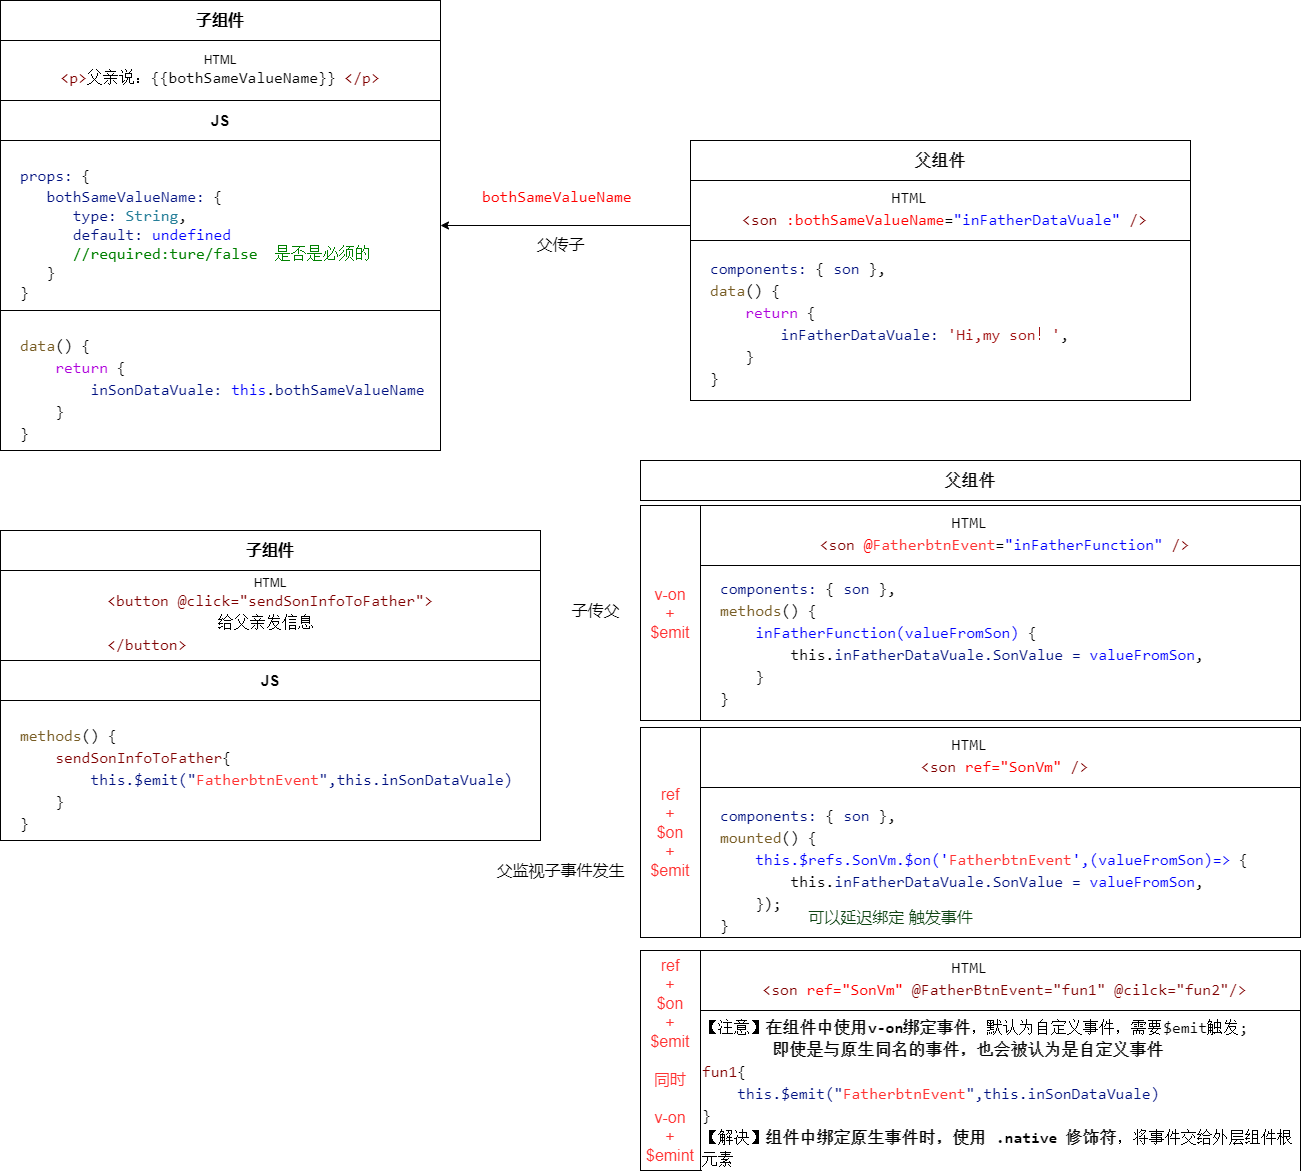 子组件
HTML
<p>父亲说：{{bothSameValueName}} </p>
JS
props: {
bothSameValueName: {
type: String,
default: undefined
//required:ture/false  是否是必须的
}
}
data() {
return {
inSonDataVuale: this.bothSameValueName
}
}
bothSameValueName
父传子
父组件
HTML
<son :bothSameValueName="inFatherDataVuale" />
components: { son },
data() {
return {
inFatherDataVuale: 'Hi,my son! ',
}
}
子组件
HTML
<button @click="sendSonInfoToFather">
给父亲发信息
</button>
JS
methods() {
sendSonInfoToFather{
this.$emit("FatherbtnEvent",this.inSonDataVuale)
}
}
子传父
父监视子事件发生
父组件
v-on
+
$emit
HTML
<son @FatherbtnEvent="inFatherFunction" />
components: { son },
methods() {
inFatherFunction(valueFromSon) {
this.inFatherDataVuale.SonValue = valueFromSon,
}
}
ref
+
$on
+
$emit
HTML
<son ref="SonVm" />
components: { son },
mounted() {
this.$refs.SonVm.$on('FatherbtnEvent',(valueFromSon)=> {
this.inFatherDataVuale.SonValue = valueFromSon,
});
可以延迟绑定 触发事件
}
ref
+
$on
+
$emit
同时
v-on
+
$emint
HTML
<son ref="SonVm" @FatherBtnEvent="fun1" @cilck="fun2"/>
【注意】在组件中使用v-on绑定事件，默认为自定义事件，需要$emit触发;
即使是与原生同名的事件，也会被认为是自定义事件
fun1{
this.$emit("FatherbtnEvent",this.inSonDataVuale)
}
【解决】组件中绑定原生事件时，使用 .native 修饰符，将事件交给外层组件根
元素